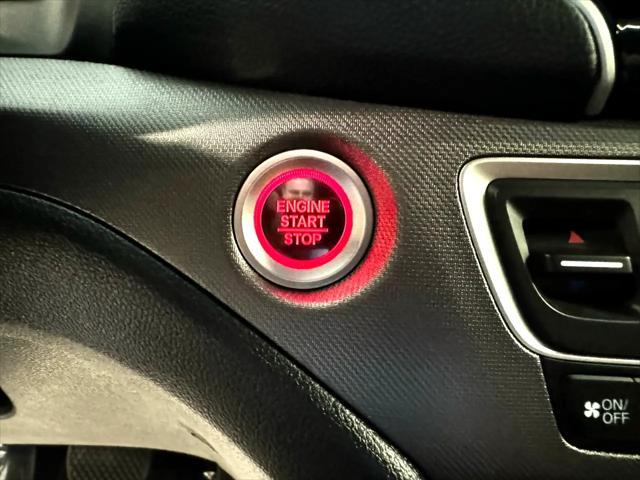 ENGINE
START
STOP
ON/
OFF